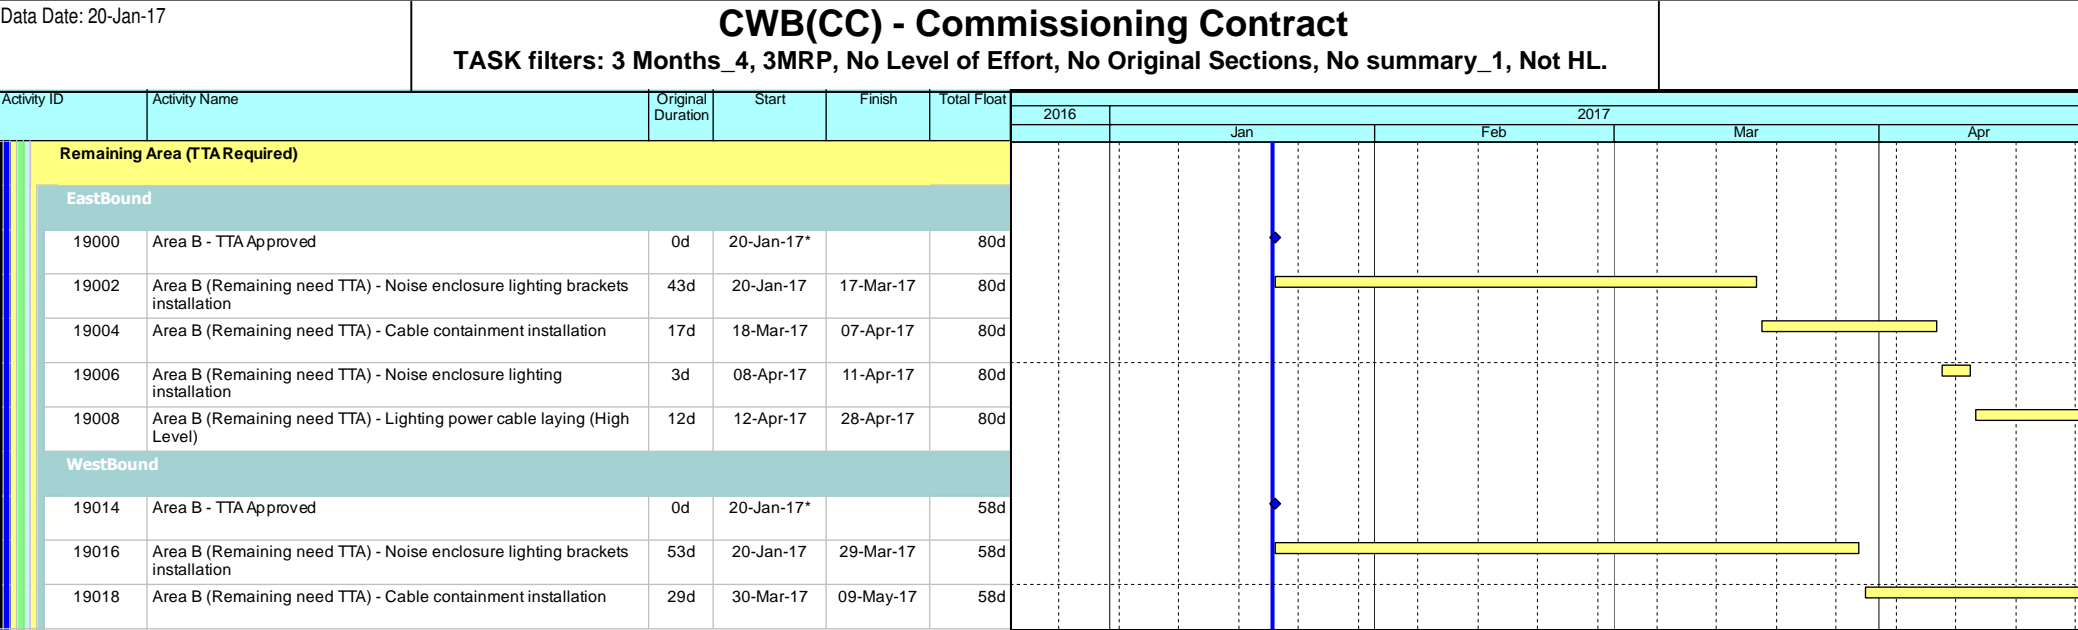 Data Date: 20-Jan-17
CWB(CC) - Commissioning Contract
TASK filters: 3 Months_4, 3MRP, No Level of Effort, No Original Sections, No summary_1, Not HL.
Activity ID Activity Name Original Duration Start Finish Total Float
2016 2017
Jan Feb Mar Apr
Remaining Area (TTA Required)
EastBound
19000 Area B - TTA Approved 0d 20-Jan-17* 80d
19002 Area B (Remaining need TTA) - Noise enclosure lighting brackets 43d 20-Jan-17 17-Mar-17 80d
installation
19004 Area B (Remaining need TTA) - Cable containment installation 17d 18-Mar-17 07-Apr-17 80d
19006 Area B (Remaining need TTA) - Noise enclosure lighting 3d 08-Apr-17 11-Apr-17 80d
installation
19008 Area B (Remaining need TTA) - Lighting power cable laying (High 12d 12-Apr-17 28-Apr-17 80d
Level)
WestBound
19014 Area B - TTA Approved 0d 20-Jan-17* 58d
19016 Area B (Remaining need TTA) - Noise enclosure lighting brackets 53d 20-Jan-17 29-Mar-17 58d
installation
19018 Area B (Remaining need TTA) - Cable containment installation 29d 30-Mar-17 09-May-17 58d